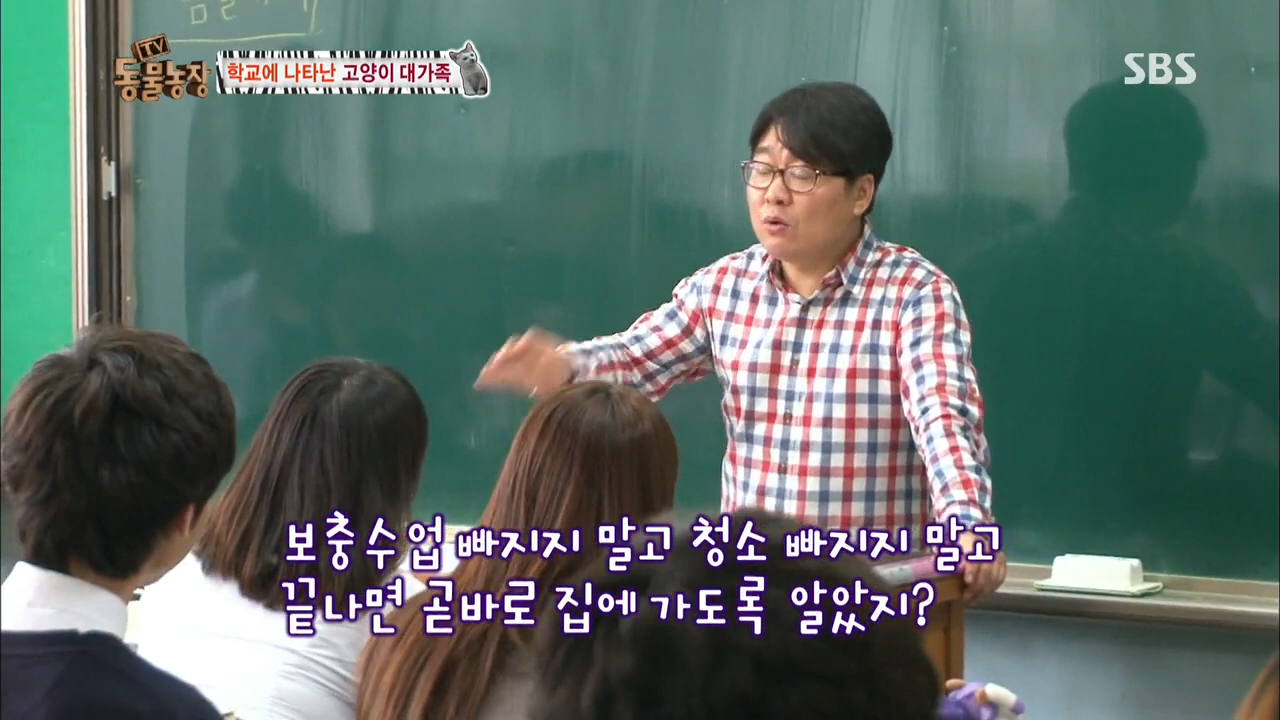 TV
동물농장
학교에 나타난 고양이 대가족
SBS
보충수업 빠지지 말고 청소 빠지지 말고
끝나면 곧바로 집에 가도록 알았지?